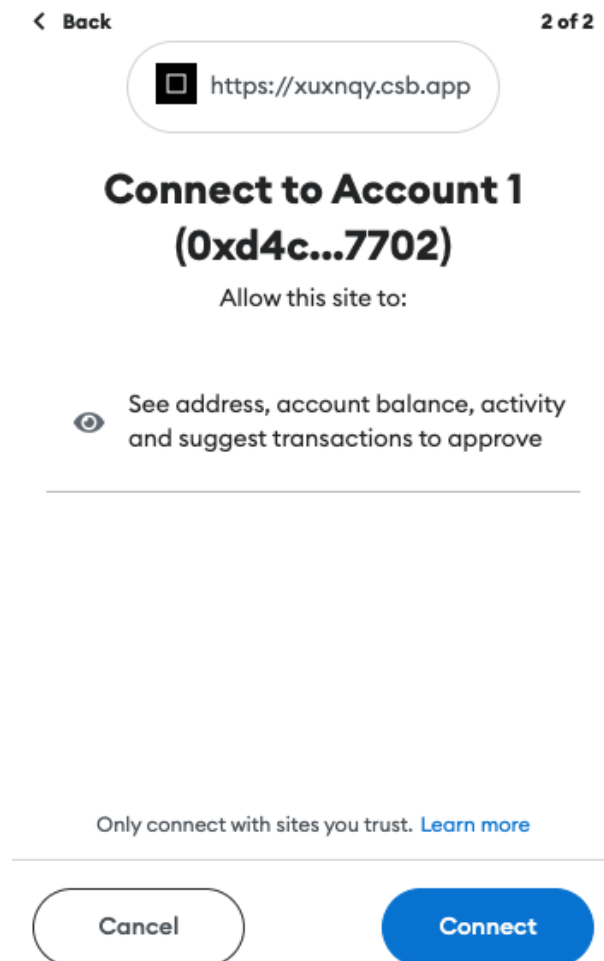 Back
2 of 2
https://xuxnqy.csb.app
Connect to Account 1
(0xd4c...7702)
Allow this site to:
See address, account balance, activity
and suggest transactions to approve
Only connect with sites you trust. Learn more
Cancel
Connect